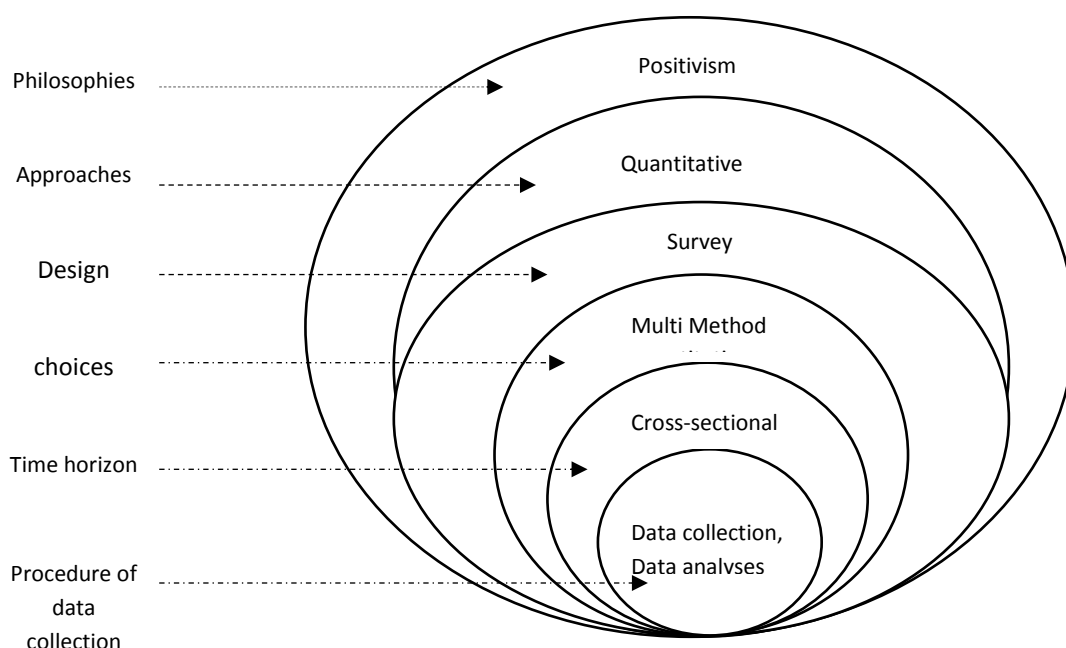 Philosophies
Positivism
Approaches
Quantitative
Design
Survey
choices
Multi Method
Time horizon
Cross-sectional
Procedure of
data
collection
Data collection,
Data analyses